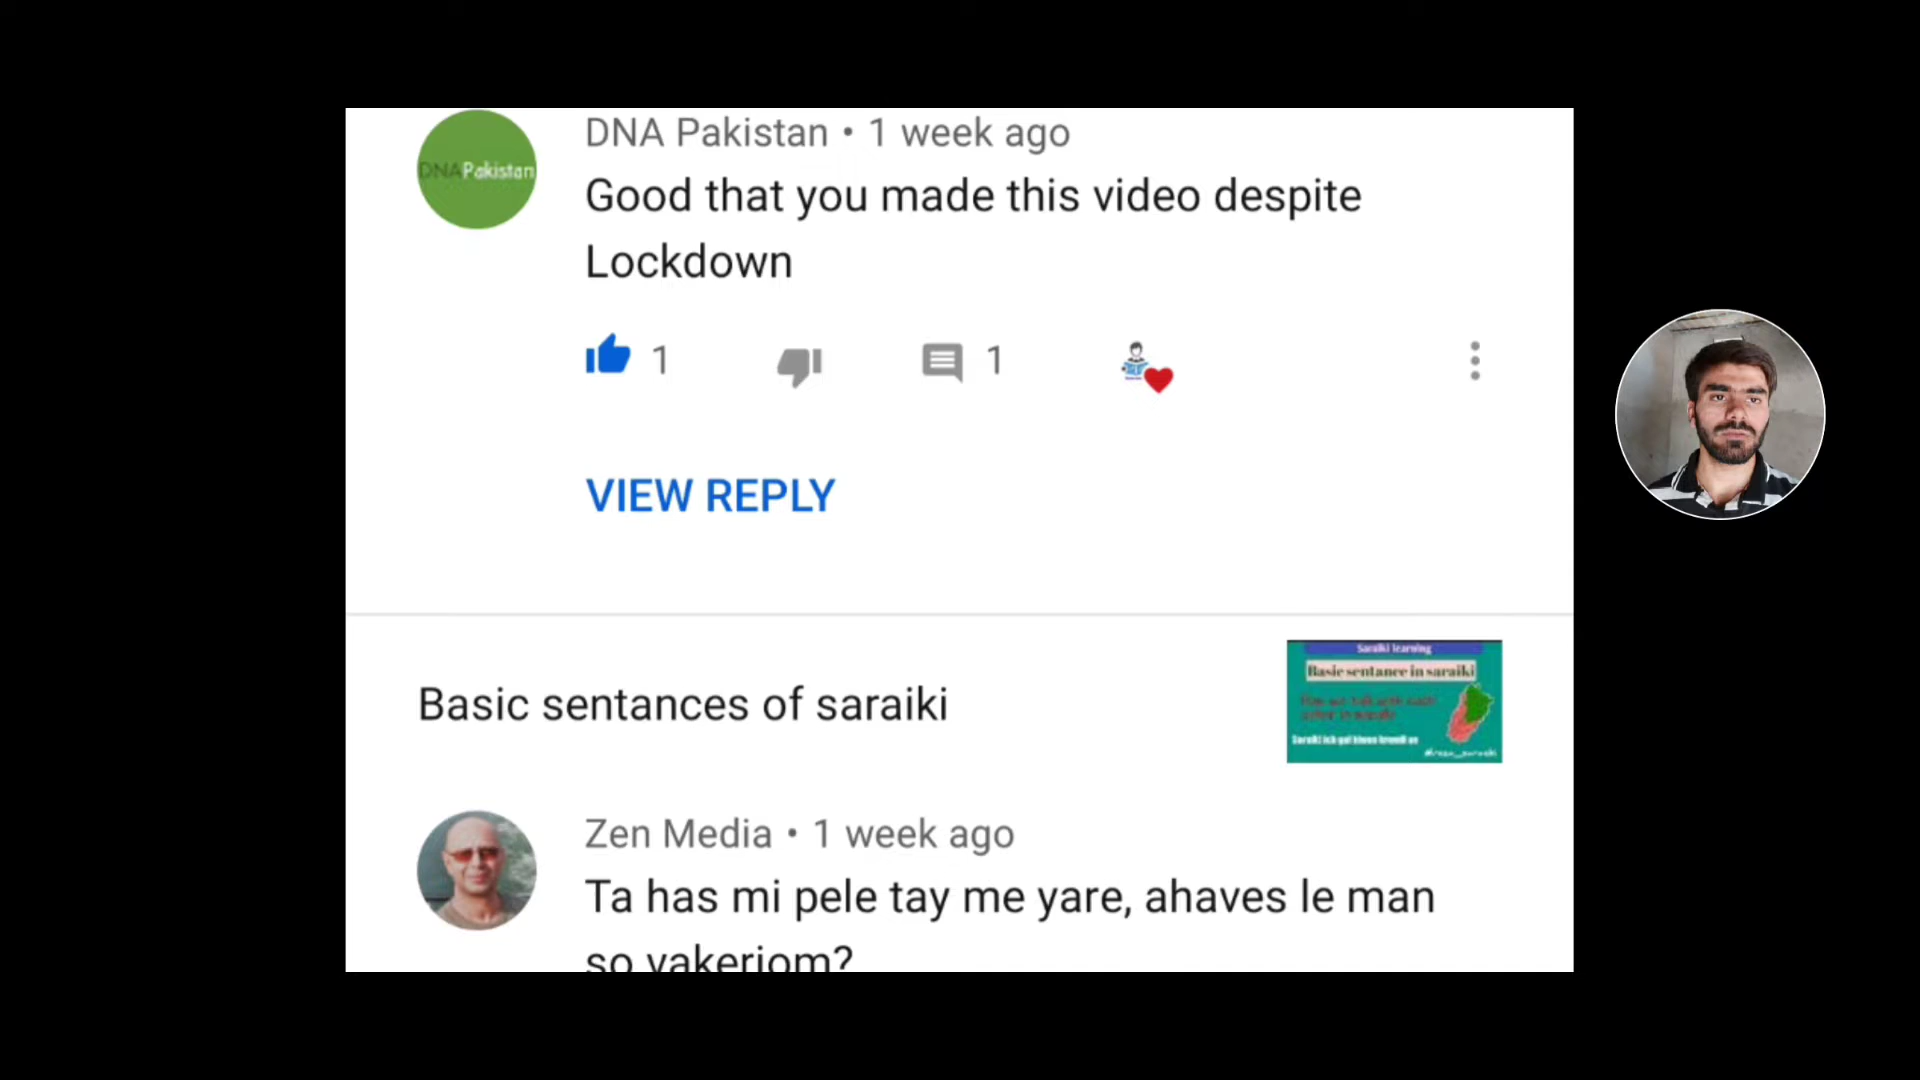 DNA Pakistan • 1 week ago
DNAPakistan
Good that you made this video despite
Lockdown
1
1
VIEW REPLY
Basic sentances of saraiki
Saraiki learning
Basic sentance in saraiki
Zen Media • 1 week ago
Ta has mi pele tay me yare, ahaves le man
so vakeriom?